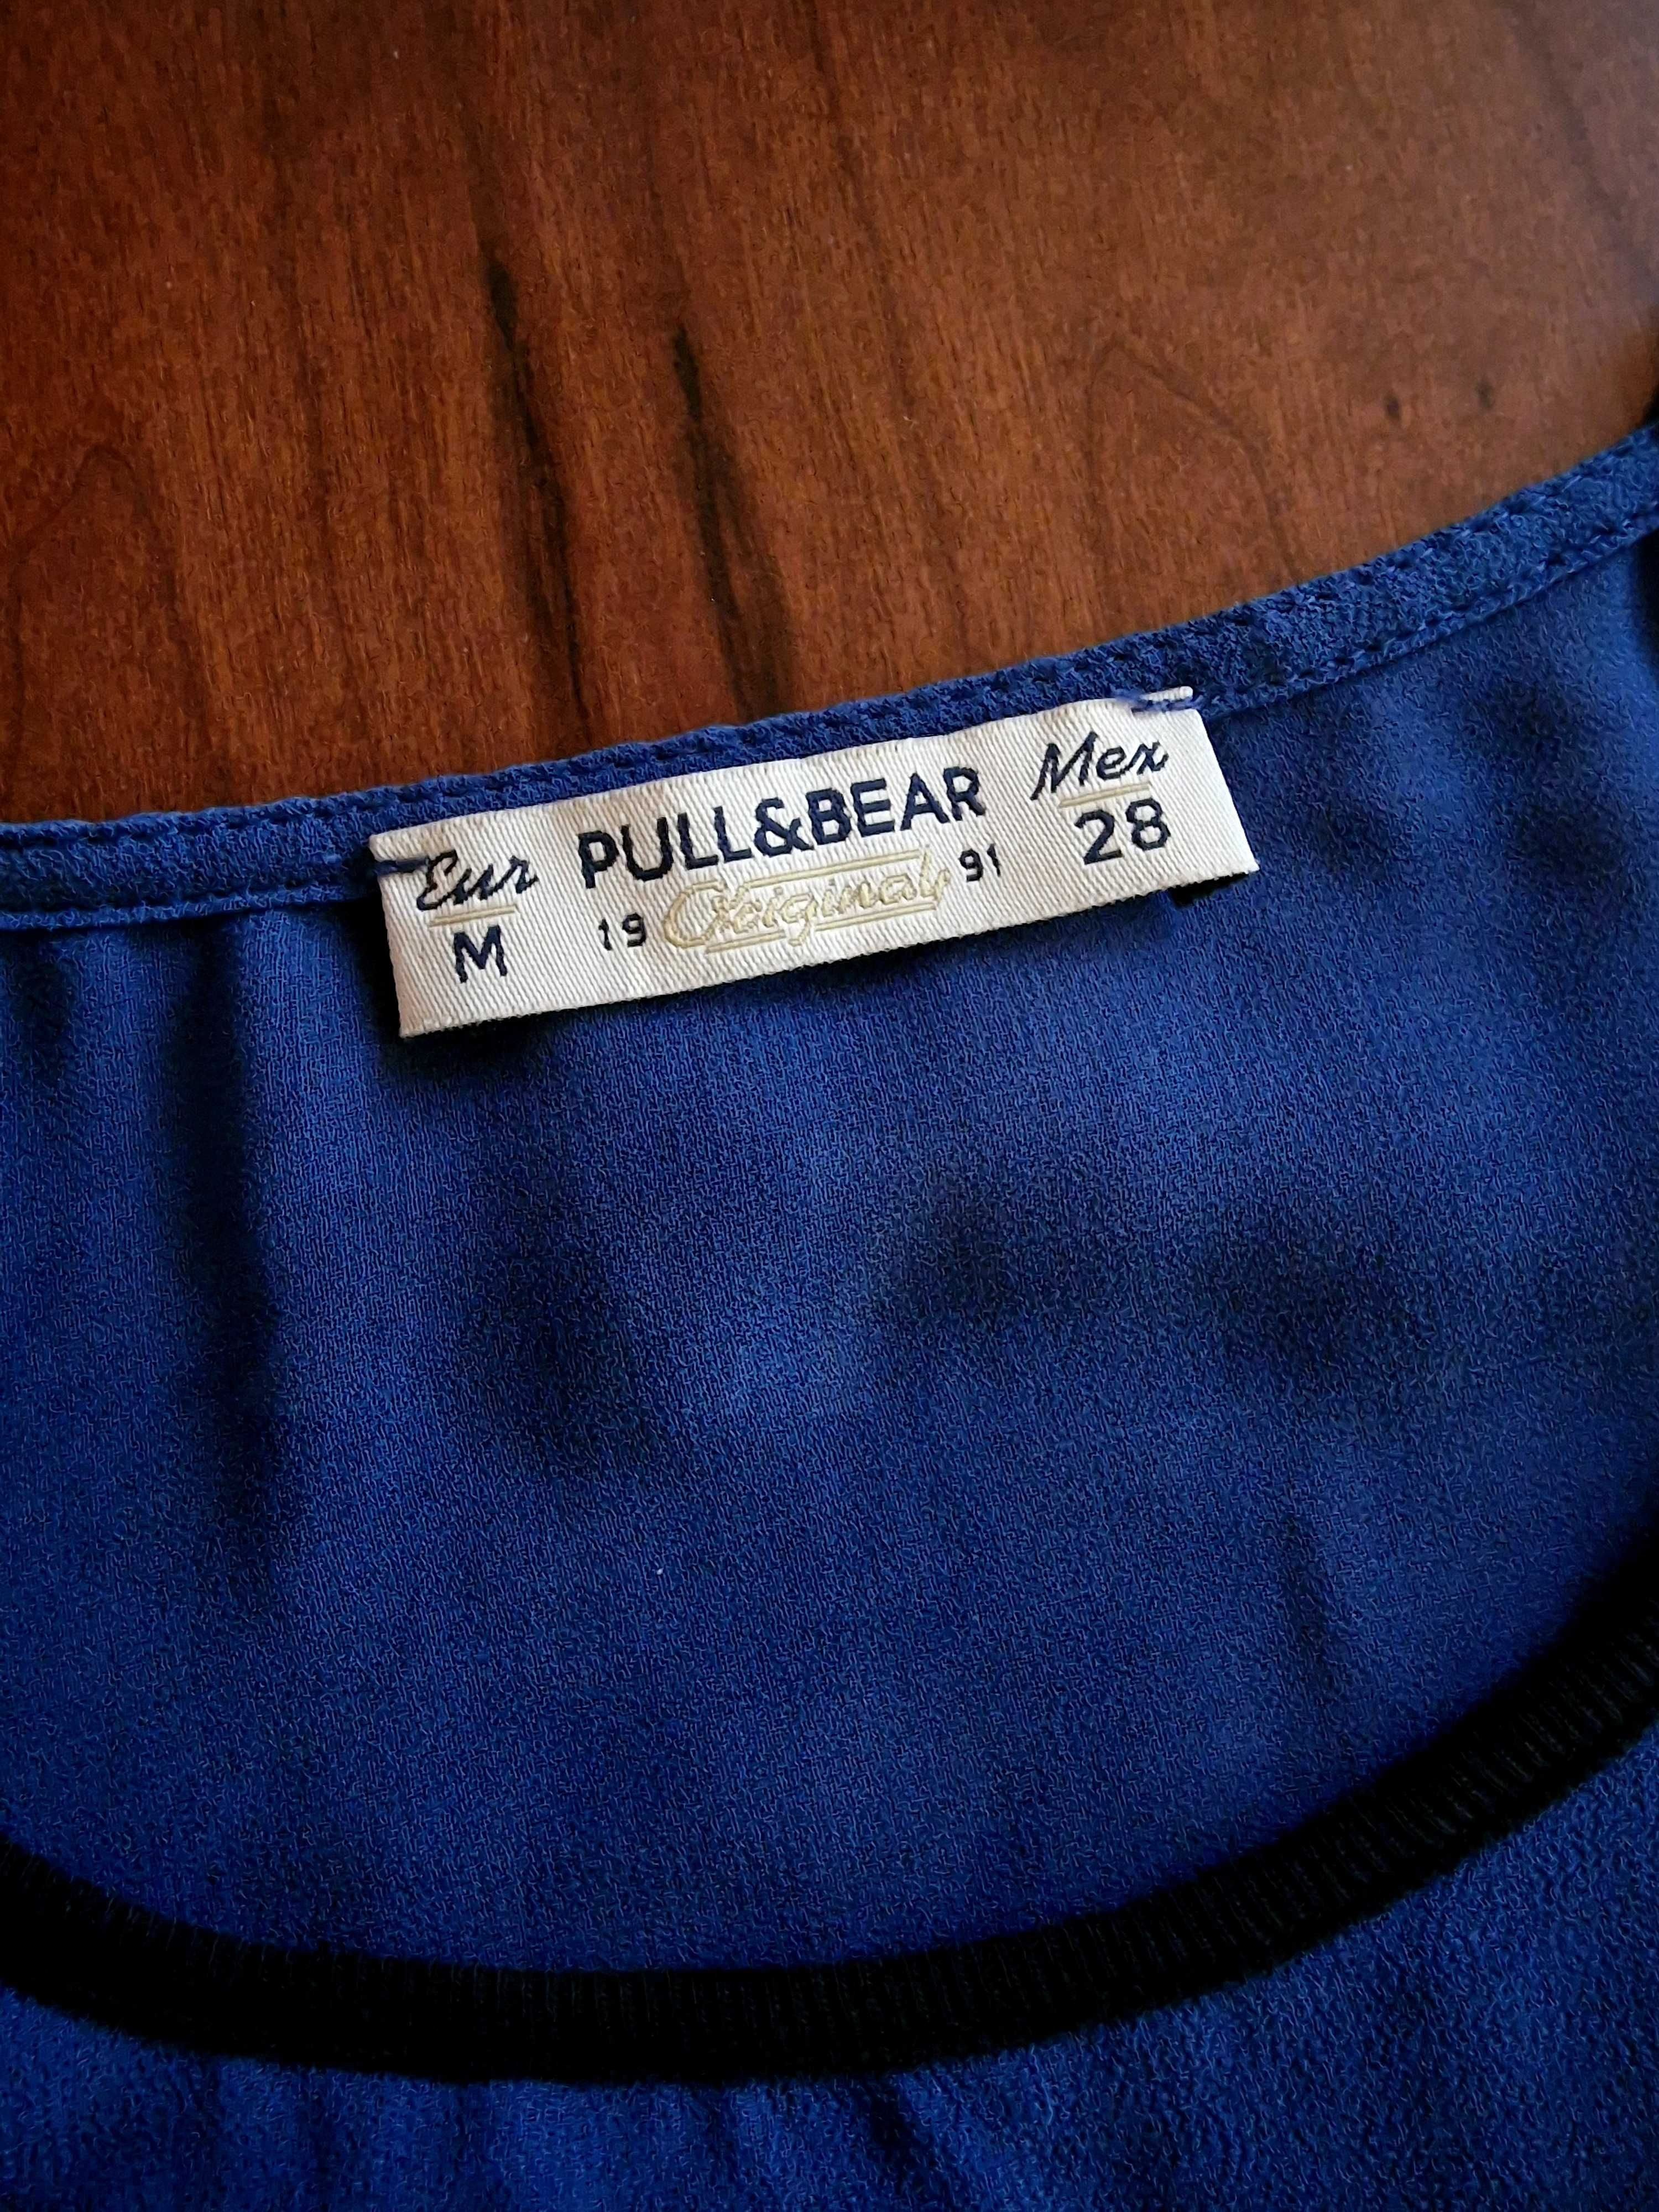 Eur PULL&BEAR Mex
M 19 Originals 91 28